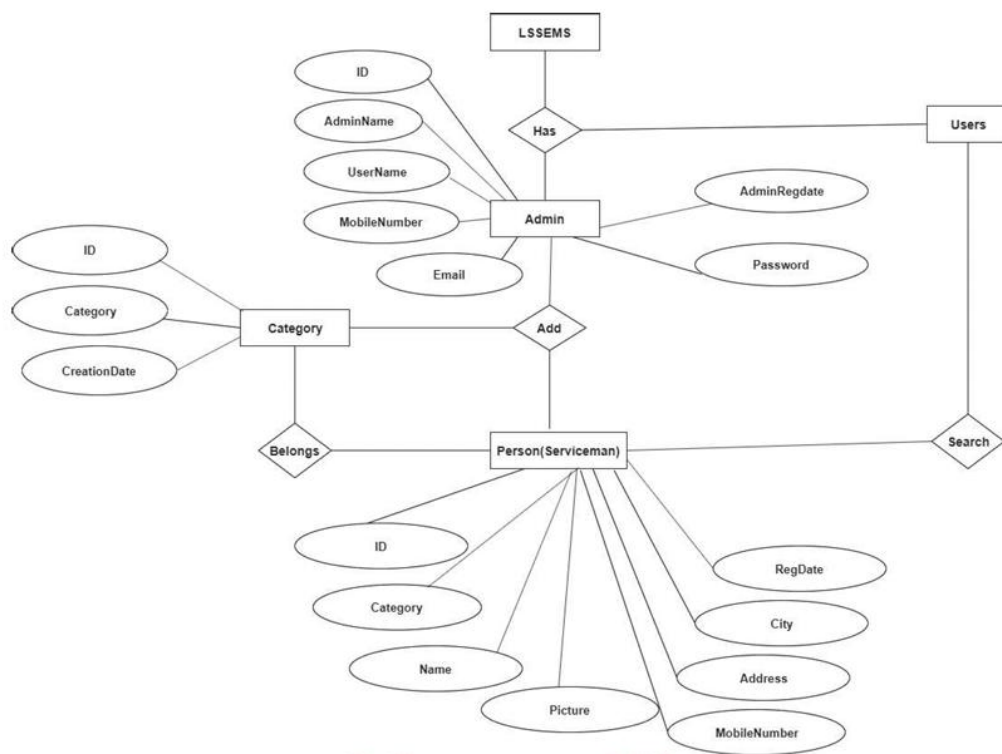 LSSEMS
ID
AdminName
Has
Users
UserName
AdminRegdate
MobileNumber
Admin
ID
Email
Password
Category
Category
Add
CreationDate
Belongs
Person(Serviceman)
Search
ID
RegDate
Category
City
Name
Address
Picture
MobileNumber